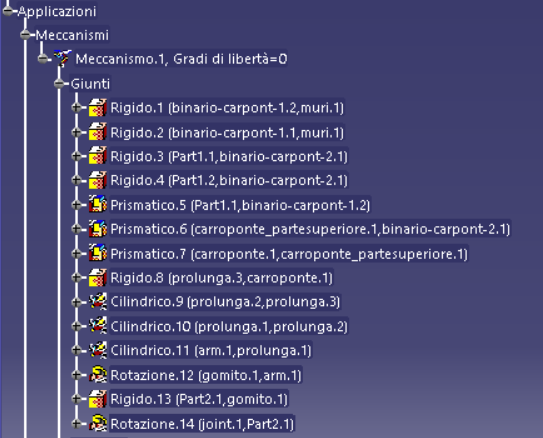 Applicazioni
Meccanismi
Meccanismo.1, Gradi di libertà=0
Giunti
Rigido.1 (binario-carpont-1.2,muri.1)
Rigido.2 (binario-carpont-1.1,muri.1)
Rigido.3 (Part1.1,binario-carpont-2.1)
Rigido.4 (Part1.2,binario-carpont-2.1)
Prismatico.5 (Part1.1,binario-carpont-1.2)
Prismatico.6 (carroponte_partesuperiore.1,binario-carpont-2.1)
Prismatico.7 (carroponte.1,carroponte_partesuperiore.1)
Rigido.8 (prolunga.3,carroponte.1)
Cilindrico.9 (prolunga.2,prolunga.3)
Cilindrico.10 (prolunga.1,prolunga.2)
Cilindrico.11 (arm.1,prolunga.1)
Rotazione.12 (gomito.1,arm.1)
Rigido.13 (Part2.1,gomito.1)
Rotazione.14 (joint.1,Part2.1)